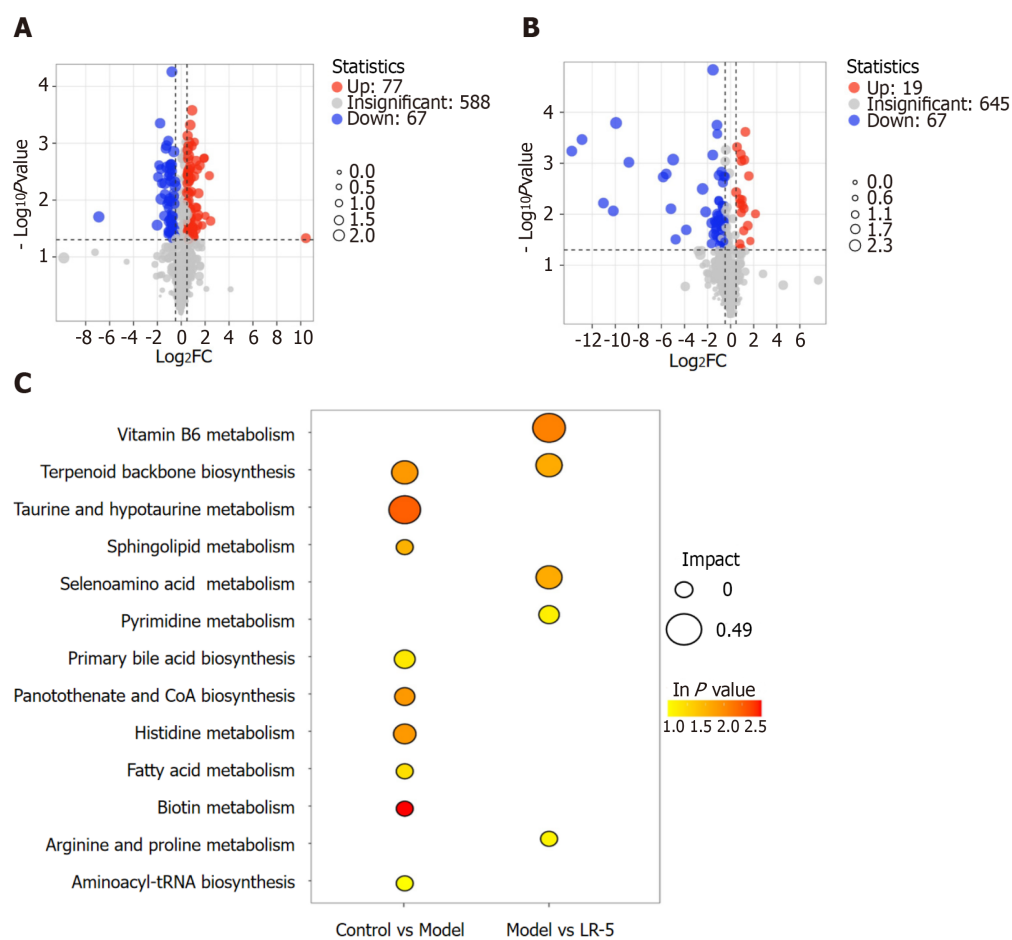 A
Statistics
Up: 77
Insignificant: 588
Down: 67
0.0
0.5
1.0
1.5
2.0
- Log10Pvalue
4
3
2
1
-8 -6 -4 -2 0 2 4 6 8 10
Log2FC
B
Statistics
Up: 19
Insignificant: 645
Down: 67
0.0
0.6
1.1
1.7
2.3
- Log10Pvalue
4
3
2
1
-12 -10 -8 -6 -4 -2 0 2 4 6
Log2FC
C
Vitamin B6 metabolism
Terpenoid backbone biosynthesis
Taurine and hypotaurine metabolism
Sphingolipid metabolism
Selenoamino acid metabolism
Pyrimidine metabolism
Primary bile acid biosynthesis
Panotothenate and CoA biosynthesis
Histidine metabolism
Fatty acid metabolism
Biotin metabolism
Arginine and proline metabolism
Aminoacyl-tRNA biosynthesis
Control vs Model Model vs LR-5
Impact
0
0.49
In P value
1.0 1.5 2.0 2.5